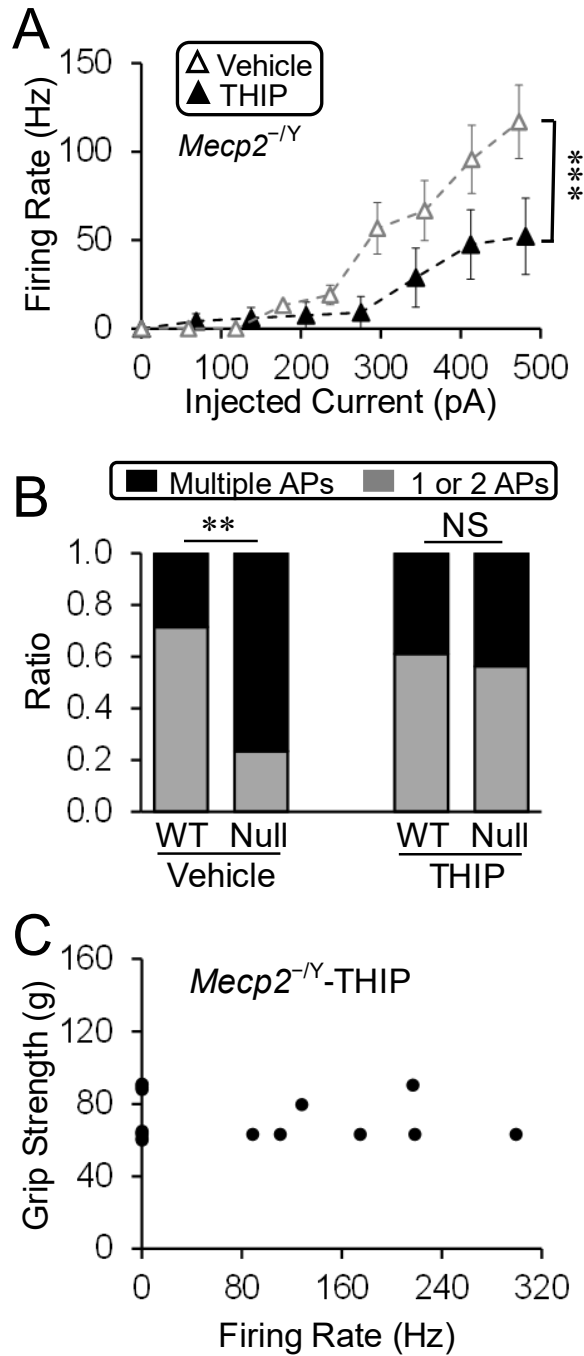 A
Vehicle
THIP
Mecp2⁻/Y
Firing Rate (Hz)
150
100
50
0
***
0 100 200 300 400 500
Injected Current (pA)
B
Multiple APs 1 or 2 APs
** NS
Ratio
1.0
0.8
0.6
0.4
0.2
0.0
WT Null WT Null
Vehicle THIP
C
Mecp2⁻/Y-THIP
Grip Strength (g)
160
120
80
40
0
0 80 160 240 320
Firing Rate (Hz)